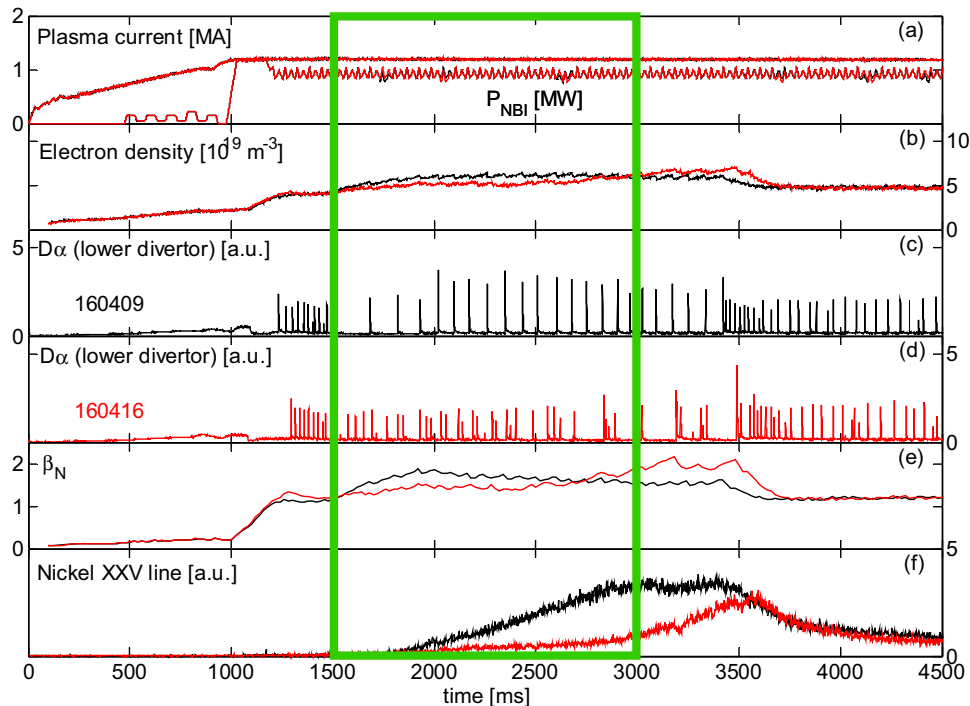 2
Plasma current [MA]
(a)
1
P_NBI [MW]
0
Electron density [10^19 m^-3]
(b)
10
5
0
5
Dα (lower divertor) [a.u.]
(c)
160409
0
Dα (lower divertor) [a.u.]
(d)
5
160416
0
β_N
(e)
2
1
0
5
Nickel XXV line [a.u.]
(f)
0
0 500 1000 1500 2000 2500 3000 3500 4000 4500
time [ms]